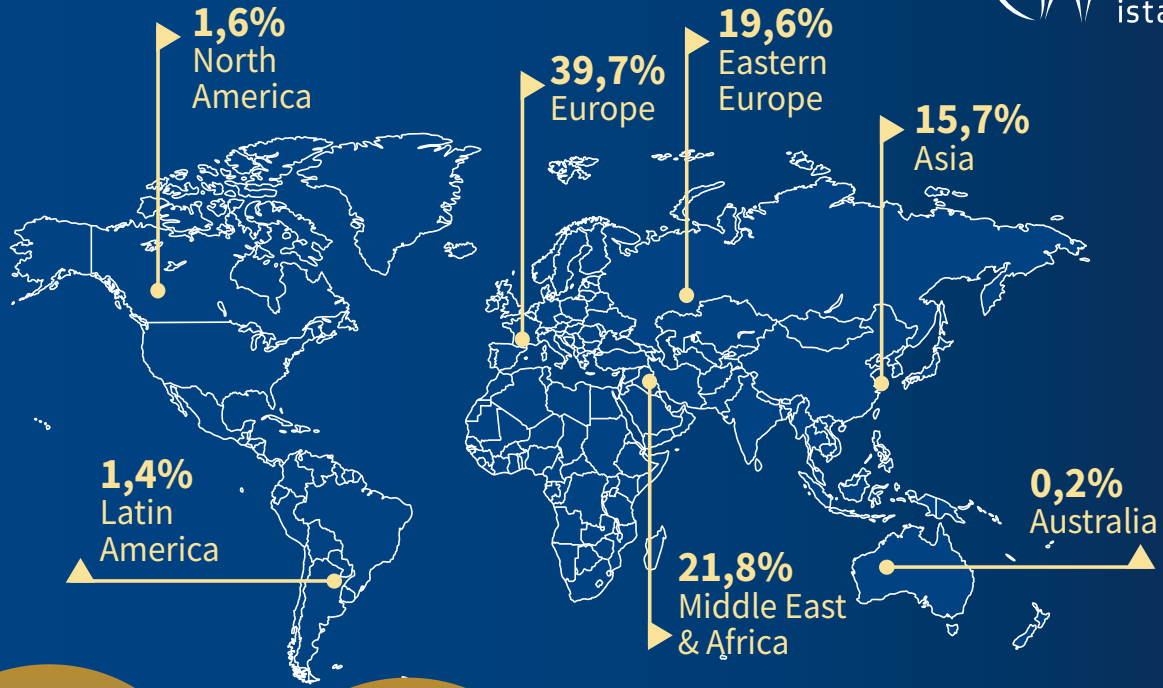 1,6%
North
America
39,7%
Europe
19,6%
Eastern
Europe
15,7%
Asia
1,4%
Latin
America
21,8%
Middle East
& Africa
0,2%
Australia